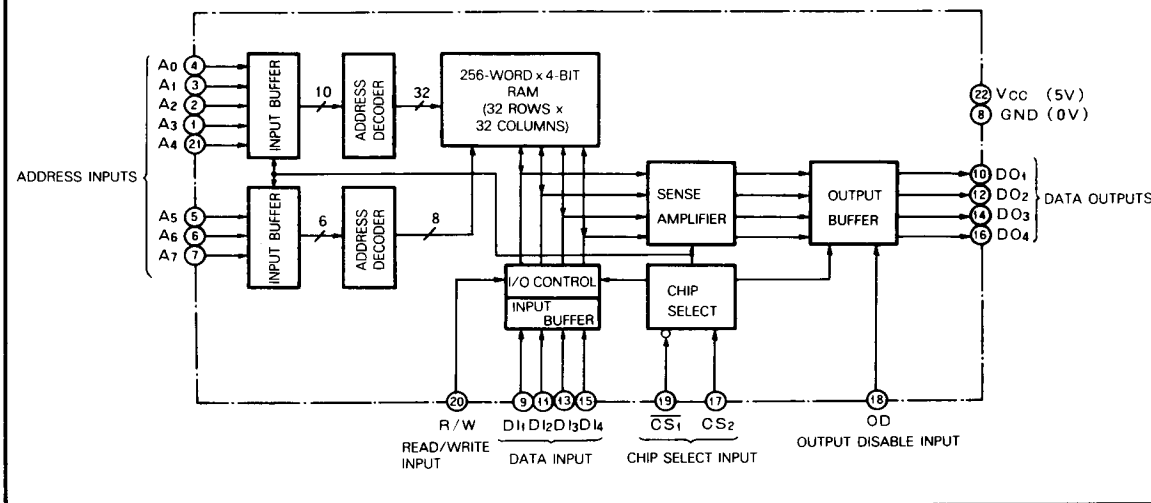 ADDRESS INPUTS
A0 4
A1 3
A2 2
A3 1
A4 21
A5 5
A6 6
A7 7
INPUT BUFFER
10
ADDRESS
DECODER
32
256-WORD x 4-BIT
RAM
(32 ROWS x
32 COLUMNS)
INPUT BUFFER
6
ADDRESS
DECODER
8
SENSE
AMPLIFIER
OUTPUT
BUFFER
22 VCC (5V)
8 GND (0V)
10 DO1
12 DO2
14 DO3
16 DO4
DATA OUTPUTS
I/O CONTROL
INPUT
BUFFER
CHIP
SELECT
20 9 11 13 15 19 17 18
R/W DI1 DI2 DI3 DI4 C̅S̅1̅ CS2 OD
READ/WRITE
INPUT
DATA INPUT
CHIP SELECT INPUT
OUTPUT DISABLE INPUT